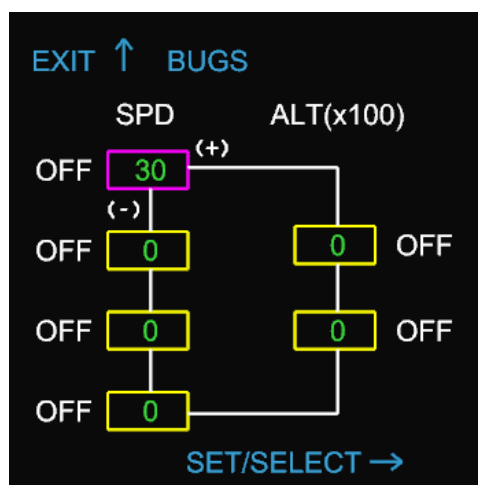 EXIT ↑ BUGS
SPD ALT(x100)
OFF 30 (+)
(-)
OFF 0 0 OFF
OFF 0 0 OFF
OFF 0
SET/SELECT →